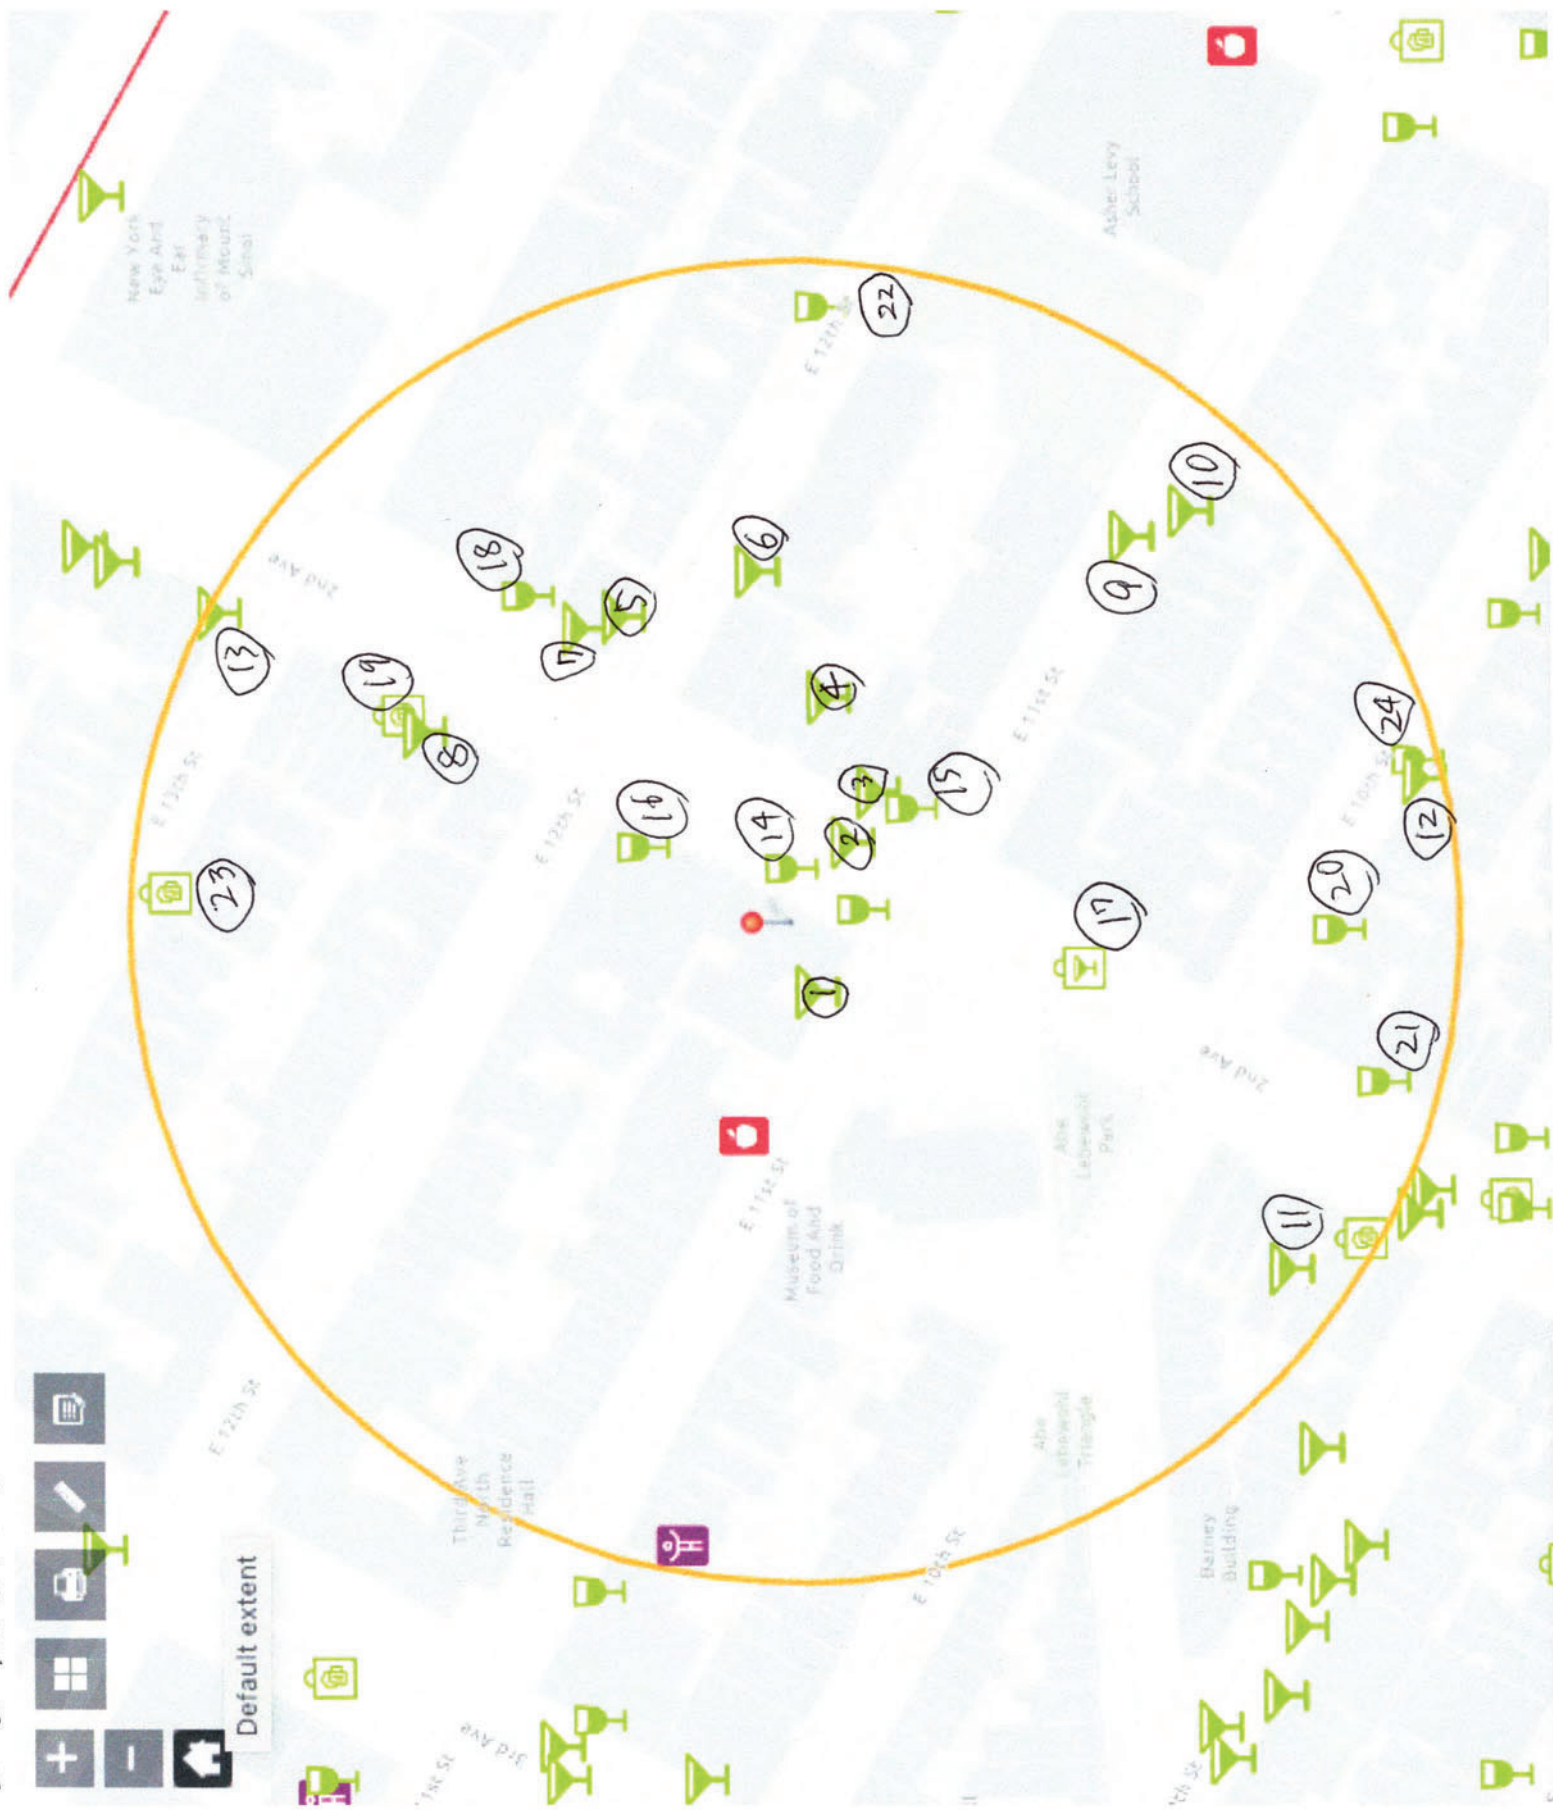 New York
Eye And
Ear
Infirmary
of Mount
Sinai
Asher Levy
School
E 12th St
22
10
9
6
18
5
7
2nd Ave
13
19
8
4
3
15
E 11st St
24
12
E 10th St
E 13th St
E 12th St
16
14
2
23
17
20
1
21
2nd Ave
Abe
Lebewohl
Park
11
E 11st St
Museum of
Food And
Drink
E 12th St
Third Ave
North
Residence
Hall
Abe
Lebewohl
Triangle
E 10th St
Barney
Building
+
−
Default extent
3rd Ave
11st St